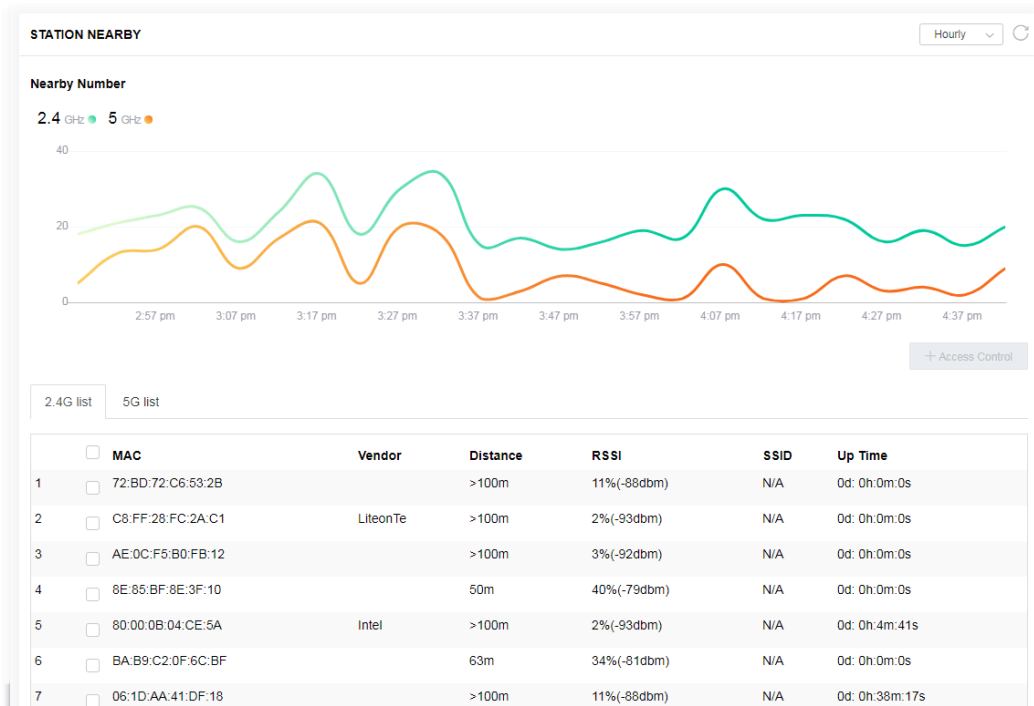 STATION NEARBY
Hourly
Nearby Number
2.4 GHz 5 GHz
40
20
0
2:57 pm 3:07 pm 3:17 pm 3:27 pm 3:37 pm 3:47 pm 3:57 pm 4:07 pm 4:17 pm 4:27 pm 4:37 pm
+ Access Control
2.4G list 5G list
MAC Vendor Distance RSSI SSID Up Time
1 72:BD:72:C6:53:2B >100m 11%(-88dbm) N/A 0d: 0h:0m:0s
2 C8:FF:28:FC:2A:C1 LiteonTe >100m 2%(-93dbm) N/A 0d: 0h:0m:0s
3 AE:0C:F5:B0:FB:12 >100m 3%(-92dbm) N/A 0d: 0h:0m:0s
4 8E:85:BF:8E:3F:10 50m 40%(-79dbm) N/A 0d: 0h:0m:0s
5 80:00:0B:04:CE:5A Intel >100m 2%(-93dbm) N/A 0d: 0h:4m:41s
6 BA:B9:C2:0F:6C:BF 63m 34%(-81dbm) N/A 0d: 0h:0m:0s
7 06:1D:AA:41:DF:18 >100m 11%(-88dbm) N/A 0d: 0h:38m:17s